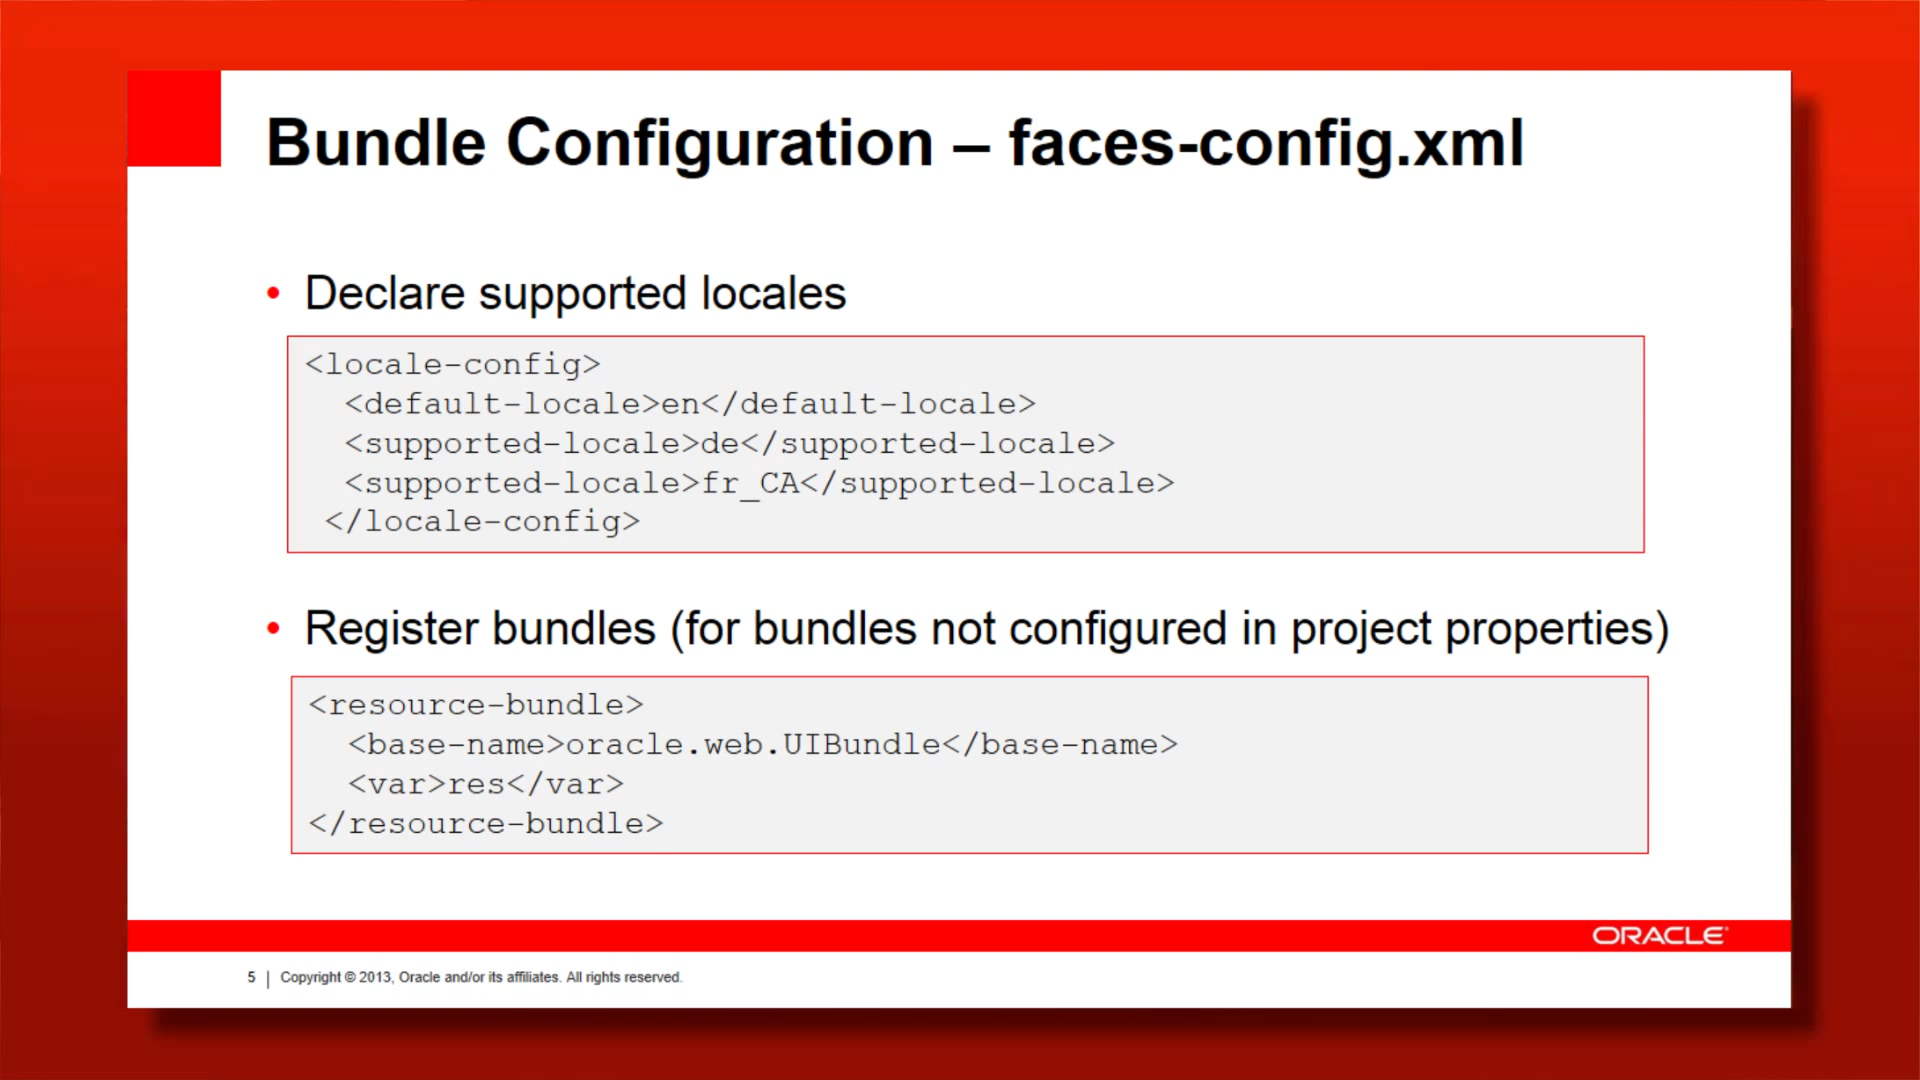 Bundle Configuration – faces-config.xml
• Declare supported locales
<locale-config>
  <default-locale>en</default-locale>
  <supported-locale>de</supported-locale>
  <supported-locale>fr_CA</supported-locale>
 </locale-config>
• Register bundles (for bundles not configured in project properties)
<resource-bundle>
  <base-name>oracle.web.UIBundle</base-name>
  <var>res</var>
</resource-bundle>
ORACLE
5 | Copyright © 2013, Oracle and/or its affiliates. All rights reserved.